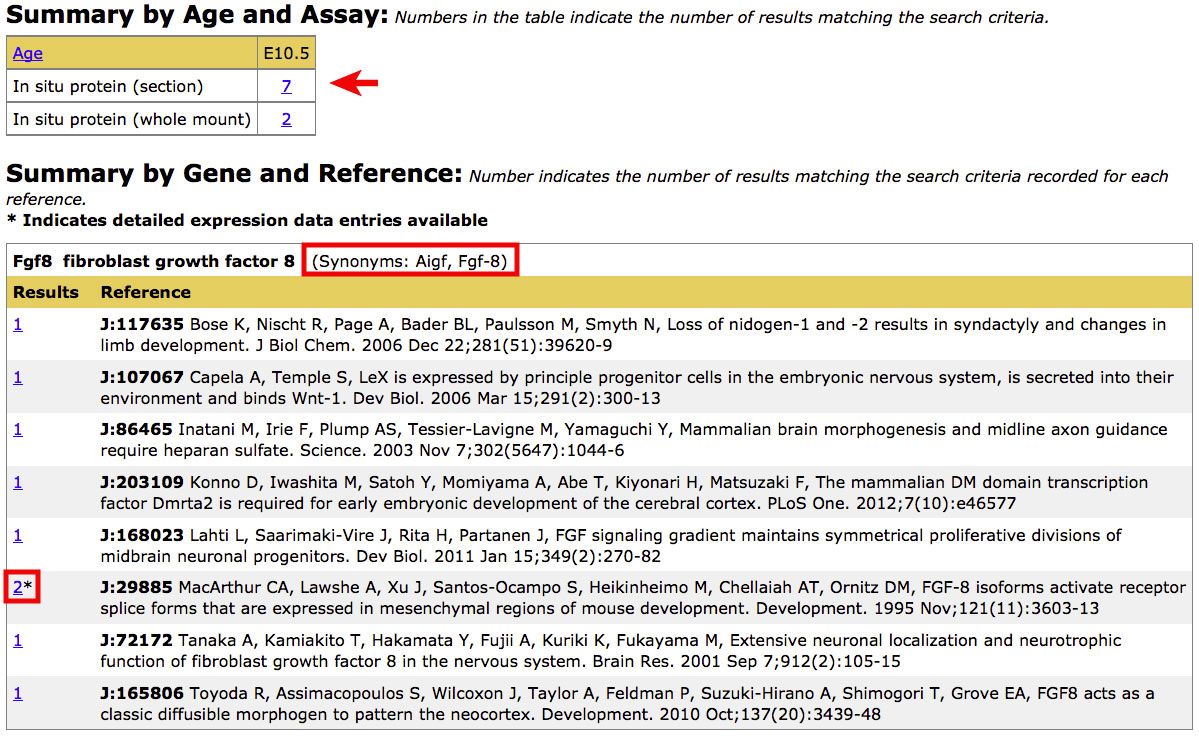 Summary by Age and Assay: Numbers in the table indicate the number of results matching the search criteria.
Age E10.5
In situ protein (section) 7
In situ protein (whole mount) 2
Summary by Gene and Reference: Number indicates the number of results matching the search criteria recorded for each
reference.
* Indicates detailed expression data entries available
Fgf8 fibroblast growth factor 8 (Synonyms: Aigf, Fgf-8)
Results Reference
1 J:117635 Bose K, Nischt R, Page A, Bader BL, Paulsson M, Smyth N, Loss of nidogen-1 and -2 results in syndactyly and changes in
limb development. J Biol Chem. 2006 Dec 22;281(51):39620-9
1 J:107067 Capela A, Temple S, LeX is expressed by principle progenitor cells in the embryonic nervous system, is secreted into their
environment and binds Wnt-1. Dev Biol. 2006 Mar 15;291(2):300-13
1 J:86465 Inatani M, Irie F, Plump AS, Tessier-Lavigne M, Yamaguchi Y, Mammalian brain morphogenesis and midline axon guidance
require heparan sulfate. Science. 2003 Nov 7;302(5647):1044-6
1 J:203109 Konno D, Iwashita M, Satoh Y, Momiyama A, Abe T, Kiyonari H, Matsuzaki F, The mammalian DM domain transcription
factor Dmrta2 is required for early embryonic development of the cerebral cortex. PLoS One. 2012;7(10):e46577
1 J:168023 Lahti L, Saarimaki-Vire J, Rita H, Partanen J, FGF signaling gradient maintains symmetrical proliferative divisions of
midbrain neuronal progenitors. Dev Biol. 2011 Jan 15;349(2):270-82
2* J:29885 MacArthur CA, Lawshe A, Xu J, Santos-Ocampo S, Heikinheimo M, Chellaiah AT, Ornitz DM, FGF-8 isoforms activate receptor
splice forms that are expressed in mesenchymal regions of mouse development. Development. 1995 Nov;121(11):3603-13
1 J:72172 Tanaka A, Kamiakito T, Hakamata Y, Fujii A, Kuriki K, Fukayama M, Extensive neuronal localization and neurotrophic
function of fibroblast growth factor 8 in the nervous system. Brain Res. 2001 Sep 7;912(2):105-15
1 J:165806 Toyoda R, Assimacopoulos S, Wilcoxon J, Taylor A, Feldman P, Suzuki-Hirano A, Shimogori T, Grove EA, FGF8 acts as a
classic diffusible morphogen to pattern the neocortex. Development. 2010 Oct;137(20):3439-48